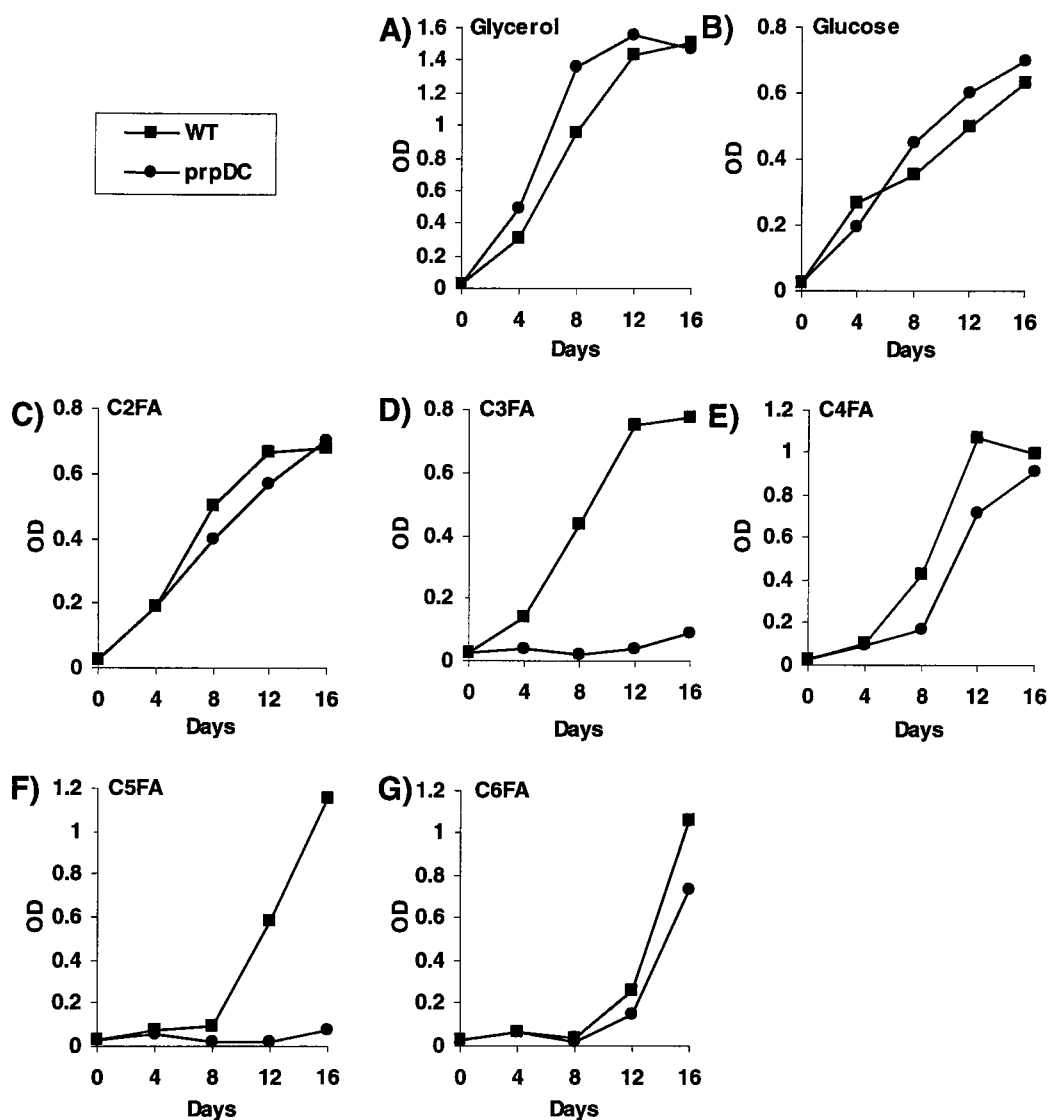 WT
prpDC
A) Glycerol
1.6
1.4
1.2
1
0.8
0.6
0.4
0.2
0
OD
0 4 8 12 16
Days
B) Glucose
0.8
0.6
0.4
0.2
0
OD
0 4 8 12 16
Days
C) C2FA
0.8
0.6
0.4
0.2
0
OD
0 4 8 12 16
Days
D) C3FA
0.8
0.6
0.4
0.2
0
OD
0 4 8 12 16
Days
E) C4FA
1.2
1
0.8
0.6
0.4
0.2
0
OD
0 4 8 12 16
Days
F) C5FA
1.2
1
0.8
0.6
0.4
0.2
0
OD
0 4 8 12 16
Days
G) C6FA
1.2
1
0.8
0.6
0.4
0.2
0
OD
0 4 8 12 16
Days